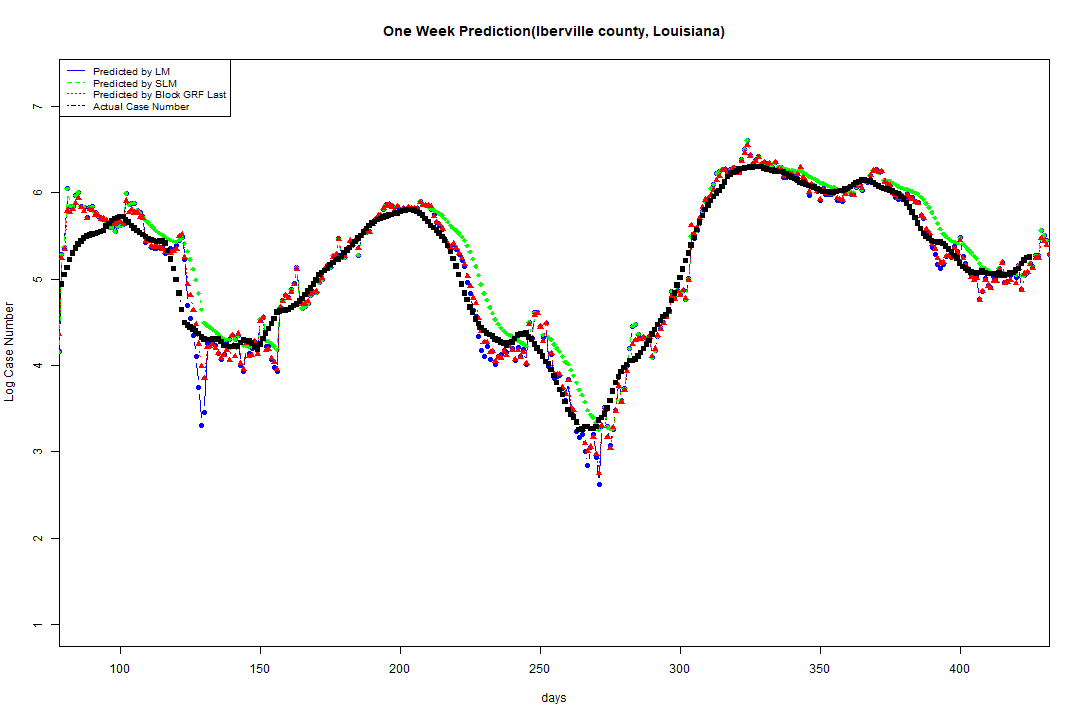 One Week Prediction(Iberville county, Louisiana)
Predicted by LM
Predicted by SLM
Predicted by Block GRF Last
Actual Case Number
7
6
5
4
3
2
1
Log Case Number
100 150 200 250 300 350 400
days